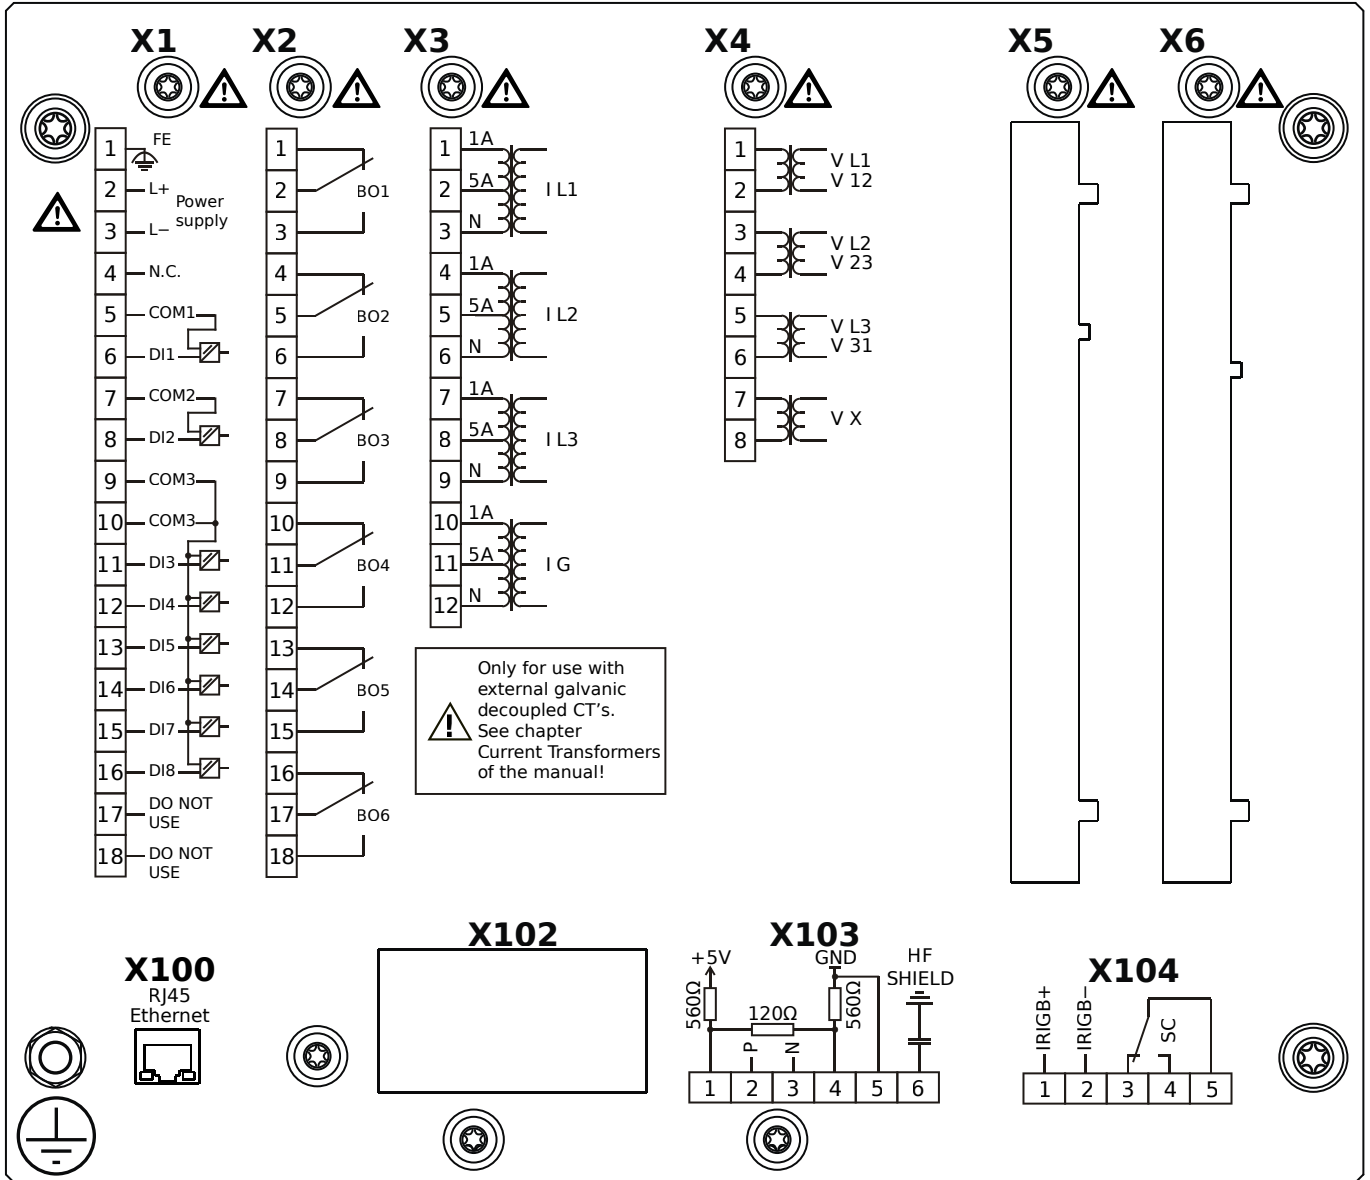 X1
X2
X3
X4
X5
X6
1
FE
2
L+
Power
supply
3
L−
4
N.C.
5
COM1
6
DI1
7
COM2
8
DI2
9
COM3
10
COM3
11
DI3
12
DI4
13
DI5
14
DI6
15
DI7
16
DI8
17
DO NOT
USE
18
DO NOT
USE
1
2
BO1
3
4
5
BO2
6
7
8
BO3
9
10
11
BO4
12
13
14
BO5
15
16
17
BO6
18
1
1A
2
5A
I L1
3
N
4
1A
5
5A
I L2
6
N
7
1A
8
5A
I L3
9
N
10
1A
11
5A
I G
12
N
Only for use with
external galvanic
decoupled CT's.
See chapter
Current Transformers
of the manual!
1
V L1
2
V 12
3
V L2
4
V 23
5
V L3
6
V 31
7
V X
8
X100
RJ45
Ethernet
X102
X103
+5V
GND
HF
SHIELD
560Ω
120Ω
560Ω
P
N
1 2 3 4 5 6
X104
IRIGB+
IRIGB−
SC
1 2 3 4 5